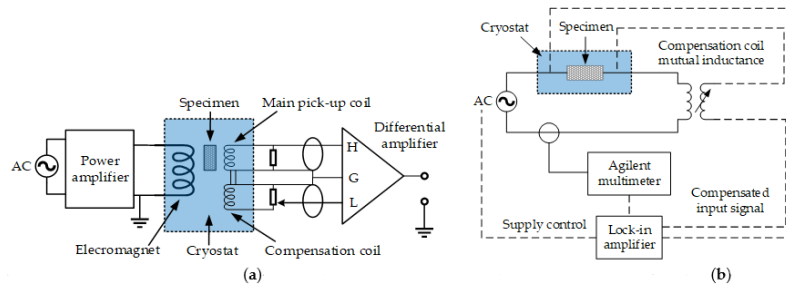 Specimen
Main pick-up coil
Differential
amplifier
AC
Power
amplifier
H
G
L
Elecromagnet
Cryostat
Compensation coil
(a)
Cryostat
Specimen
Compensation coil
mutual inductance
AC
Agilent
multimeter
Compensated
input signal
Supply control
Lock-in
amplifier
(b)